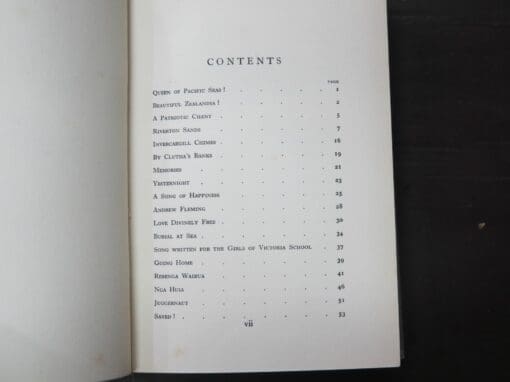 CONTENTS
PAGE
QUEEN OF PACIFIC SEAS! . . . . . 1
BEAUTIFUL ZEALANDIA! . . . . . 2
A PATRIOTIC CHANT . . . . . 5
RIVERTON SANDS . . . . . 7
INVERCARGILL CHIMES . . . . . 16
BY CLUTHA'S BANKS . . . . . 19
MEMORIES . . . . . 21
YESTERNIGHT . . . . . 23
A SONG OF HAPPINESS . . . . . 25
ANDREW FLEMING . . . . . 28
LOVE DIVINELY FREE . . . . . 30
BURIAL AT SEA . . . . . . 34
SONG WRITTEN FOR THE GIRLS OF VICTORIA SCHOOL . 37
GOING HOME . . . . . . 39
RERENGA WAIRUA . . . . . 41
NGA HUIA . . . . . . 46
JUGGERNAUT . . . . . 51
SAVED! . . . . . . 53
vii